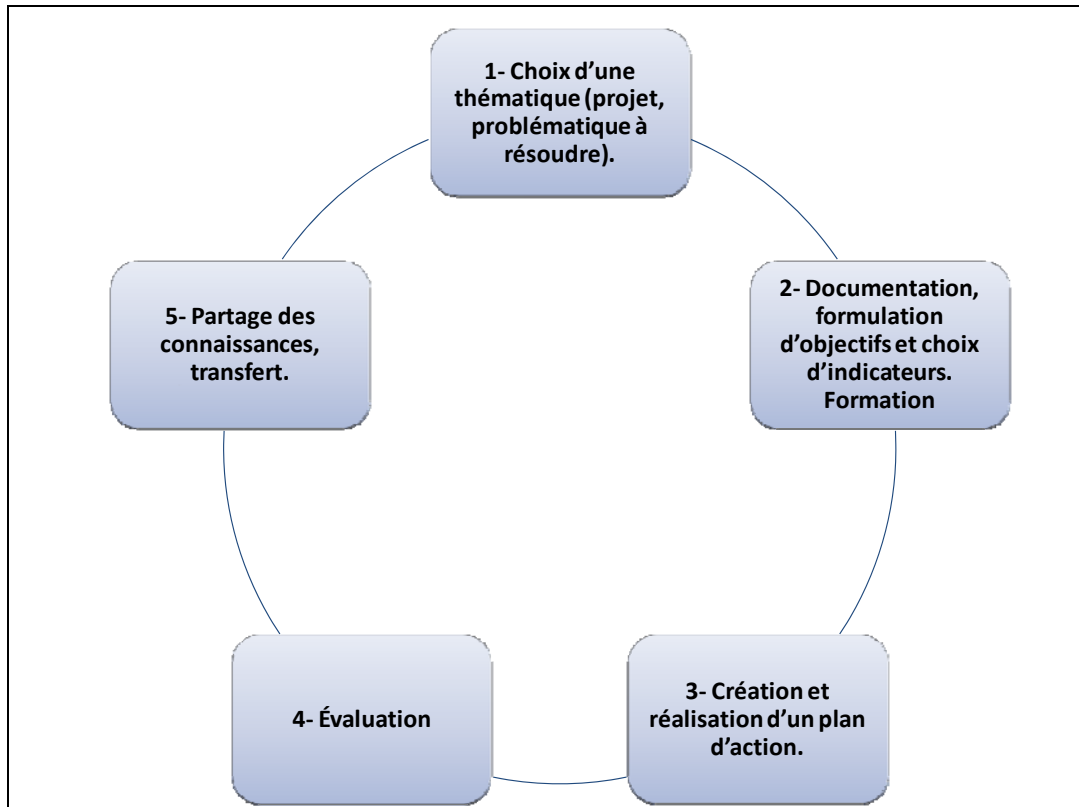 1- Choix d’une
thématique (projet,
problématique à
résoudre).
2- Documentation,
formulation
d’objectifs et choix
d’indicateurs.
Formation
3- Création et
réalisation d’un plan
d’action.
4- Évaluation
5- Partage des
connaissances,
transfert.